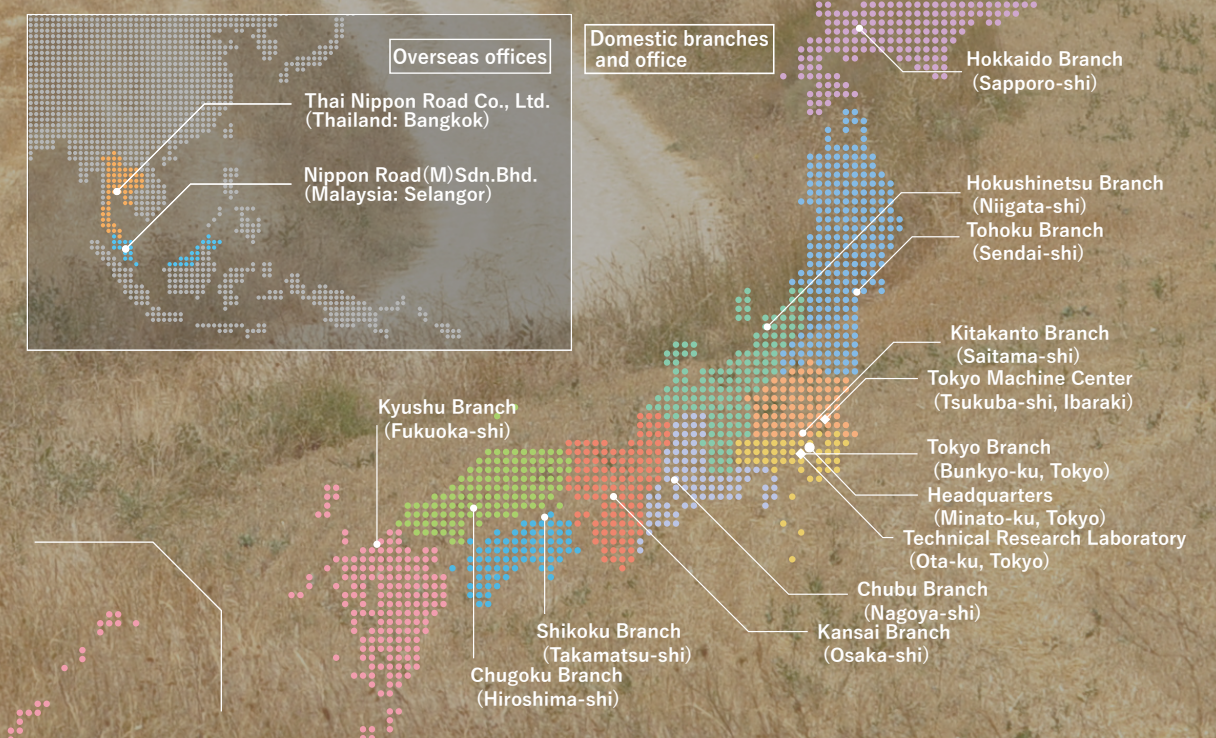 Overseas offices
Thai Nippon Road Co., Ltd.
(Thailand: Bangkok)
Nippon Road(M)Sdn.Bhd.
(Malaysia: Selangor)
Domestic branches
and office
Hokkaido Branch
(Sapporo-shi)
Hokushinetsu Branch
(Niigata-shi)
Tohoku Branch
(Sendai-shi)
Kitakanto Branch
(Saitama-shi)
Tokyo Machine Center
(Tsukuba-shi, Ibaraki)
Tokyo Branch
(Bunkyo-ku, Tokyo)
Headquarters
(Minato-ku, Tokyo)
Technical Research Laboratory
(Ota-ku, Tokyo)
Chubu Branch
(Nagoya-shi)
Kansai Branch
(Osaka-shi)
Shikoku Branch
(Takamatsu-shi)
Chugoku Branch
(Hiroshima-shi)
Kyushu Branch
(Fukuoka-shi)